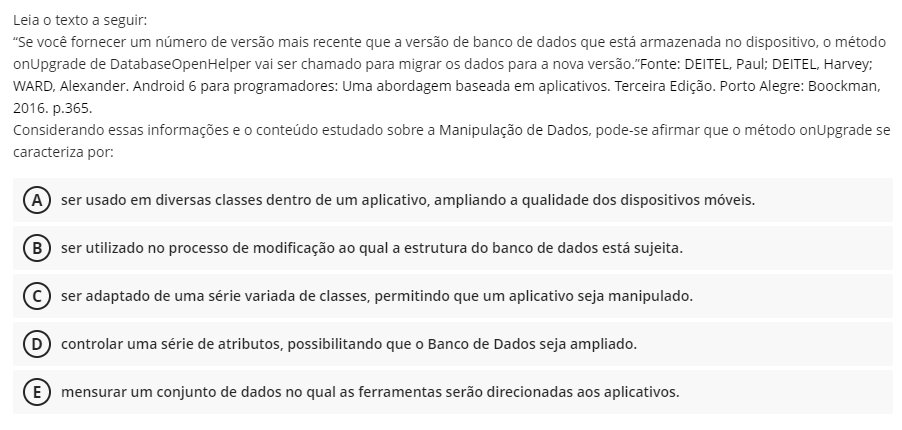 Leia o texto a seguir:
“Se você fornecer um número de versão mais recente que a versão de banco de dados que está armazenada no dispositivo, o método
onUpgrade de DatabaseOpenHelper vai ser chamado para migrar os dados para a nova versão.”Fonte: DEITEL, Paul; DEITEL, Harvey;
WARD, Alexander. Android 6 para programadores: Uma abordagem baseada em aplicativos. Terceira Edição. Porto Alegre: Boockman,
2016. p.365.
Considerando essas informações e o conteúdo estudado sobre a Manipulação de Dados, pode-se afirmar que o método onUpgrade se
caracteriza por:
A ser usado em diversas classes dentro de um aplicativo, ampliando a qualidade dos dispositivos móveis.
B ser utilizado no processo de modificação ao qual a estrutura do banco de dados está sujeita.
C ser adaptado de uma série variada de classes, permitindo que um aplicativo seja manipulado.
D controlar uma série de atributos, possibilitando que o Banco de Dados seja ampliado.
E mensurar um conjunto de dados no qual as ferramentas serão direcionadas aos aplicativos.